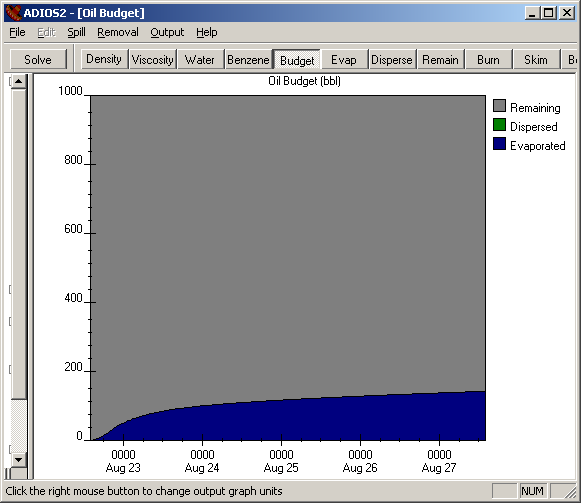 ADIOS2 - [Oil Budget]
File Edit Spill Removal Output Help
Solve Density Viscosity Water Benzene Budget Evap Disperse Remain Burn Skim
Oil Budget (bbl)
1000
800
600
400
200
0
Remaining
Dispersed
Evaporated
0000 0000 0000 0000 0000
Aug 23 Aug 24 Aug 25 Aug 26 Aug 27
Click the right mouse button to change output graph units NUM